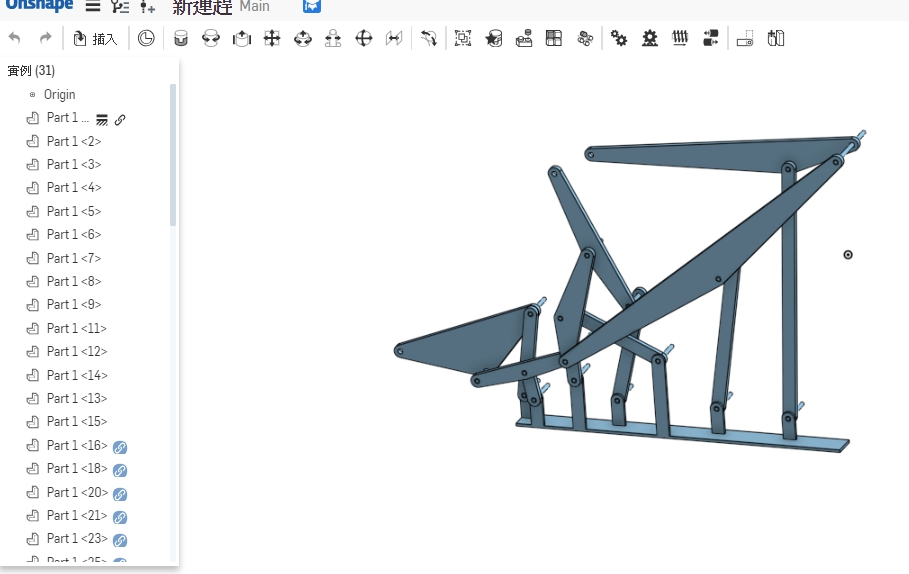 Onshape 新連趕 Main
插入
實例 (31)
Origin
Part 1 ...
Part 1 <2>
Part 1 <3>
Part 1 <4>
Part 1 <5>
Part 1 <6>
Part 1 <7>
Part 1 <8>
Part 1 <9>
Part 1 <11>
Part 1 <12>
Part 1 <14>
Part 1 <13>
Part 1 <15>
Part 1 <16>
Part 1 <18>
Part 1 <20>
Part 1 <21>
Part 1 <23>
Part 1 <25>